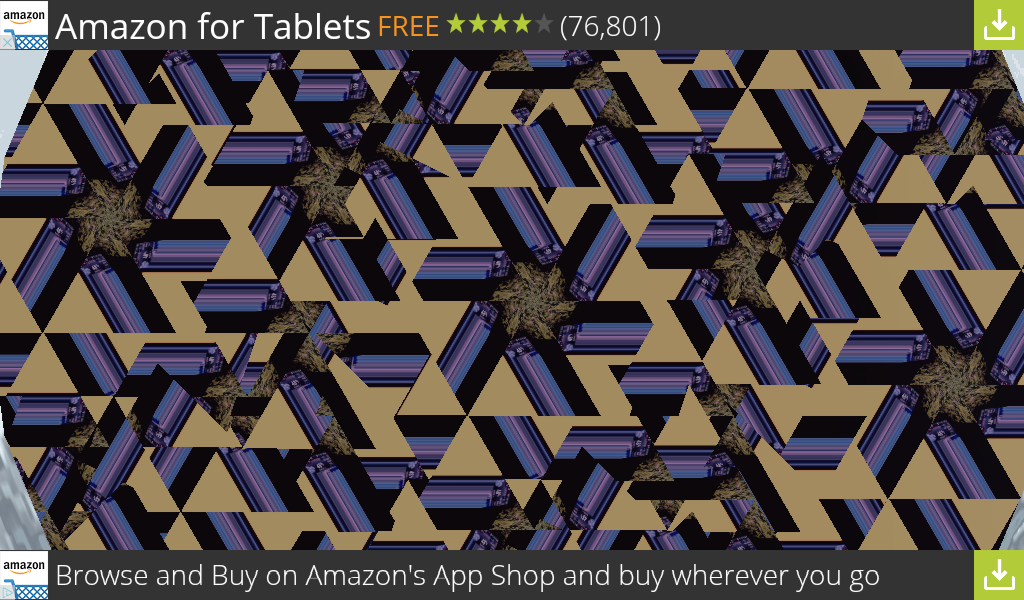 amazon
Amazon for Tablets FREE (76,801)
amazon
Browse and Buy on Amazon's App Shop and buy wherever you go